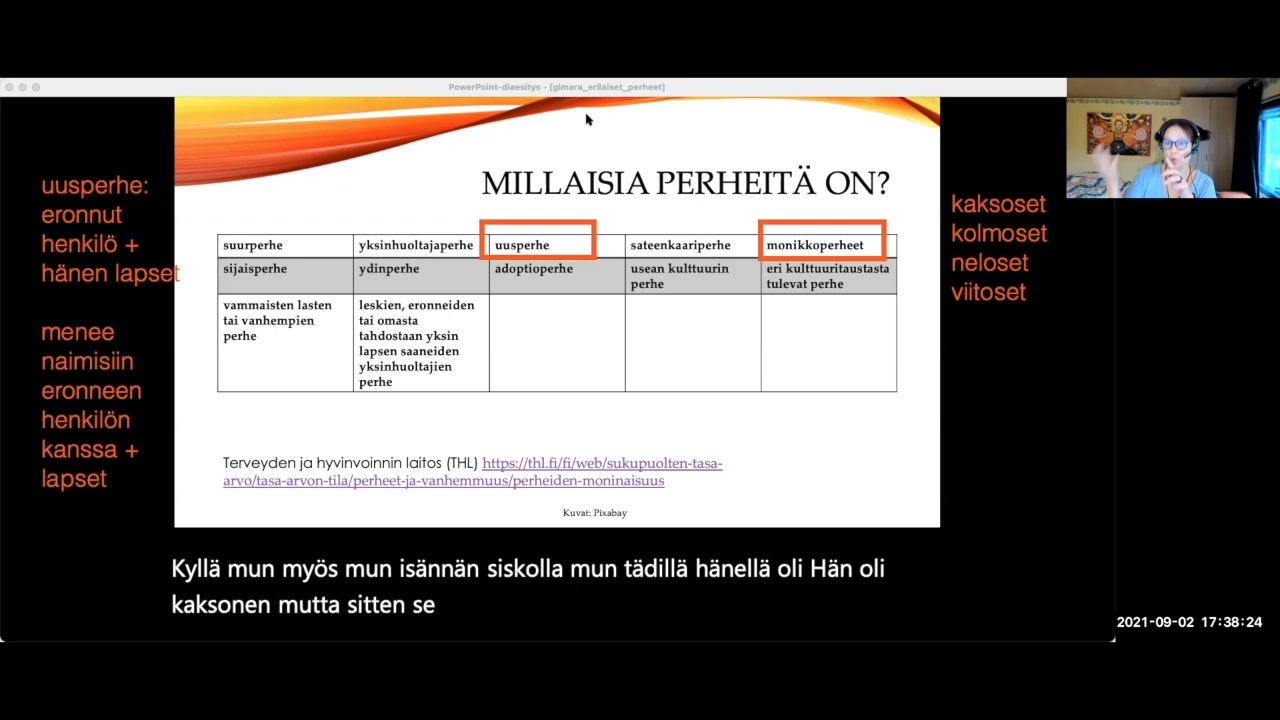 PowerPoint-diaesitys - [gimara_erilaiset_perheet]
uusperhe:
eronnut
henkilö +
hänen lapset
menee
naimisiin
eronneen
henkilön
kanssa +
lapset
MILLAISIA PERHEITÄ ON?
suurperhe
yksinhuoltajaperhe
uusperhe
sateenkaariperhe
monikkoperheet
sijaisperhe
ydinperhe
adoptioperhe
usean kulttuurin
perhe
eri kulttuuritaustasta
tulevat perhe
vammaisten lasten
tai vanhempien
perhe
leskien, eronneiden
tai omasta
tahdostaan yksin
lapsen saaneiden
yksinhuoltajien
perhe
Terveyden ja hyvinvoinnin laitos (THL) https://thl.fi/fi/web/sukupuolten-tasa-
arvo/tasa-arvon-tila/perheet-ja-vanhemmuus/perheiden-moninaisuus
Kuvat: Pixabay
kaksoset
kolmoset
neloset
viitoset
Kyllä mun myös mun isännän siskolla mun tädillä hänellä oli Hän oli
kaksonen mutta sitten se
2021-09-02 17:38:24